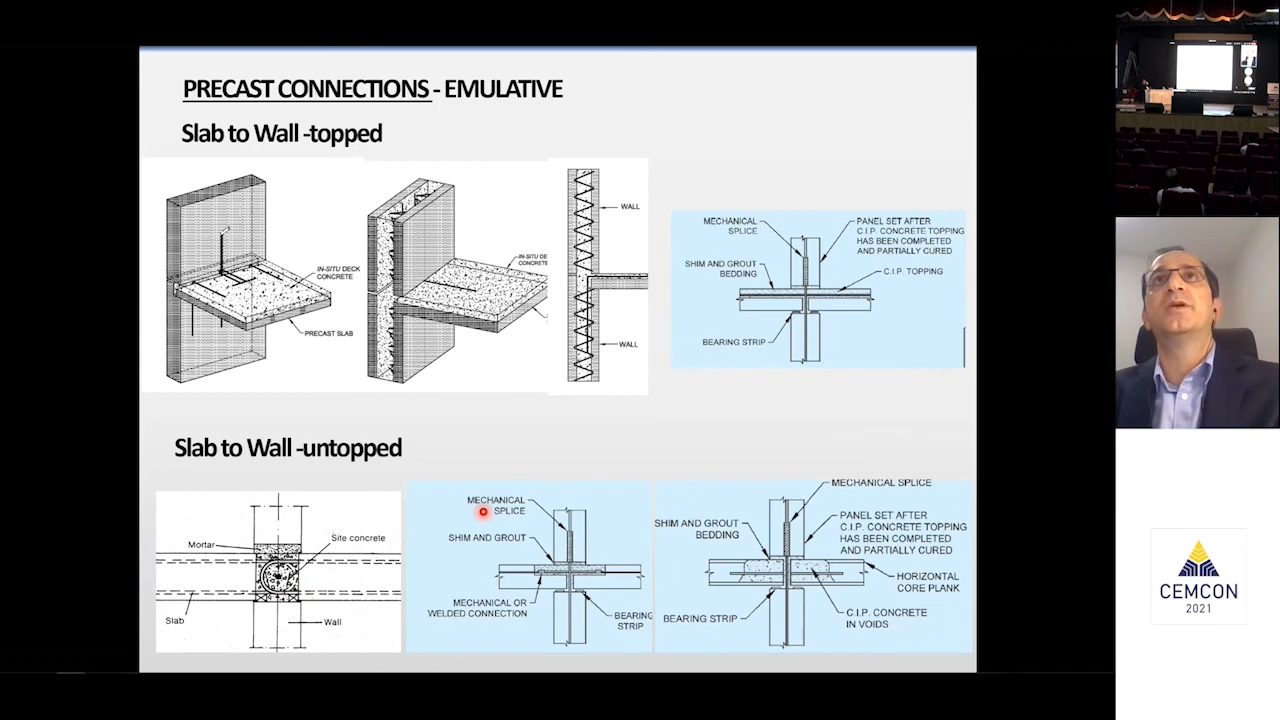 PRECAST CONNECTIONS - EMULATIVE
Slab to Wall -topped
IN-SITU DECK
CONCRETE
PRECAST SLAB
IN-SITU DE
CONCRETE
WALL
WALL
MECHANICAL
SPLICE
PANEL SET AFTER
C.I.P. CONCRETE TOPPING
HAS BEEN COMPLETED
AND PARTIALLY CURED
SHIM AND GROUT
BEDDING
C.I.P. TOPPING
BEARING STRIP
Slab to Wall -untopped
Mortar
Site concrete
Slab
Wall
MECHANICAL
SPLICE
SHIM AND GROUT
MECHANICAL OR
WELDED CONNECTION
BEARING
STRIP
MECHANICAL SPLICE
SHIM AND GROUT
BEDDING
PANEL SET AFTER
C.I.P. CONCRETE TOPPING
HAS BEEN COMPLETED
AND PARTIALLY CURED
HORIZONTAL
CORE PLANK
BEARING STRIP
C.I.P. CONCRETE
IN VOIDS
CEMCON
2021